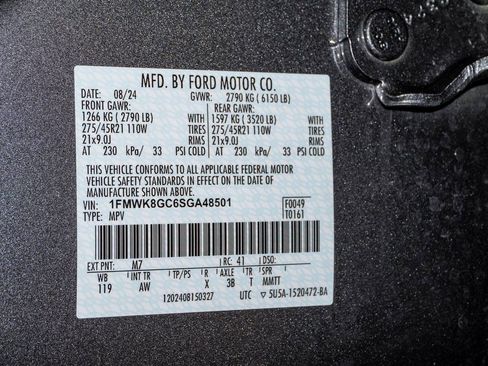 MFD. BY FORD MOTOR CO.
DATE: 08/24 GVWR: 2790 KG ( 6150 LB)
FRONT GAWR: REAR GAWR:
1266 KG ( 2790 LB) WITH 1597 KG ( 3520 LB) WITH
275/45R21 110W TIRES 275/45R21 110W TIRES
21x9.0J RIMS 21x9.0J RIMS
AT 230 kPa/ 33 PSI COLD AT 230 kPa/ 33 PSI COLD
THIS VEHICLE CONFORMS TO ALL APPLICABLE FEDERAL MOTOR
VEHICLE SAFETY STANDARDS IN EFFECT ON THE DATE OF
MANUFACTURE SHOWN ABOVE.
VIN: 1FMWK8GC6SGA48501 F0049
TYPE: MPV T0161
EXT PNT: M7 RC: 41 DSO:
WB INT TR TP/PS R AXLE TR SPR
119 AW X 3B T MMTT
1202408150327 UTC ▽ 5U5A-1520472-BA